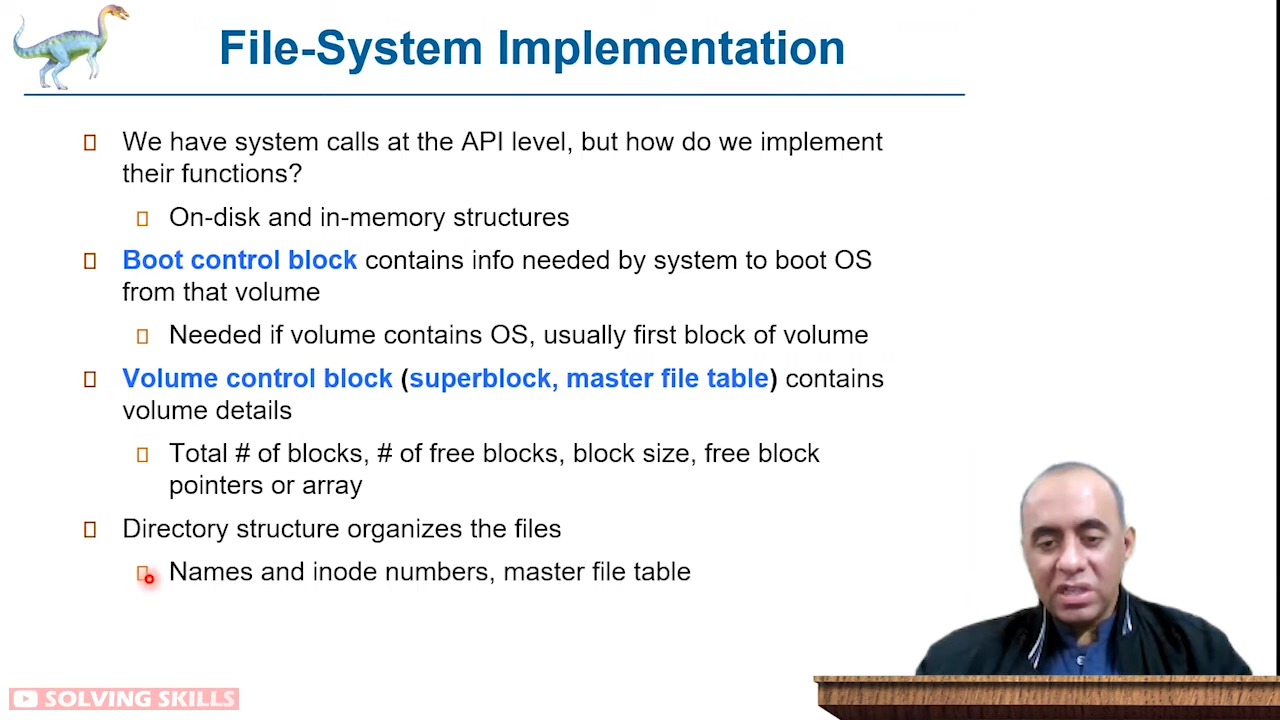 File-System Implementation
We have system calls at the API level, but how do we implement
their functions?
On-disk and in-memory structures
Boot control block contains info needed by system to boot OS
from that volume
Needed if volume contains OS, usually first block of volume
Volume control block (superblock, master file table) contains
volume details
Total # of blocks, # of free blocks, block size, free block
pointers or array
Directory structure organizes the files
Names and inode numbers, master file table
SOLVING SKILLS